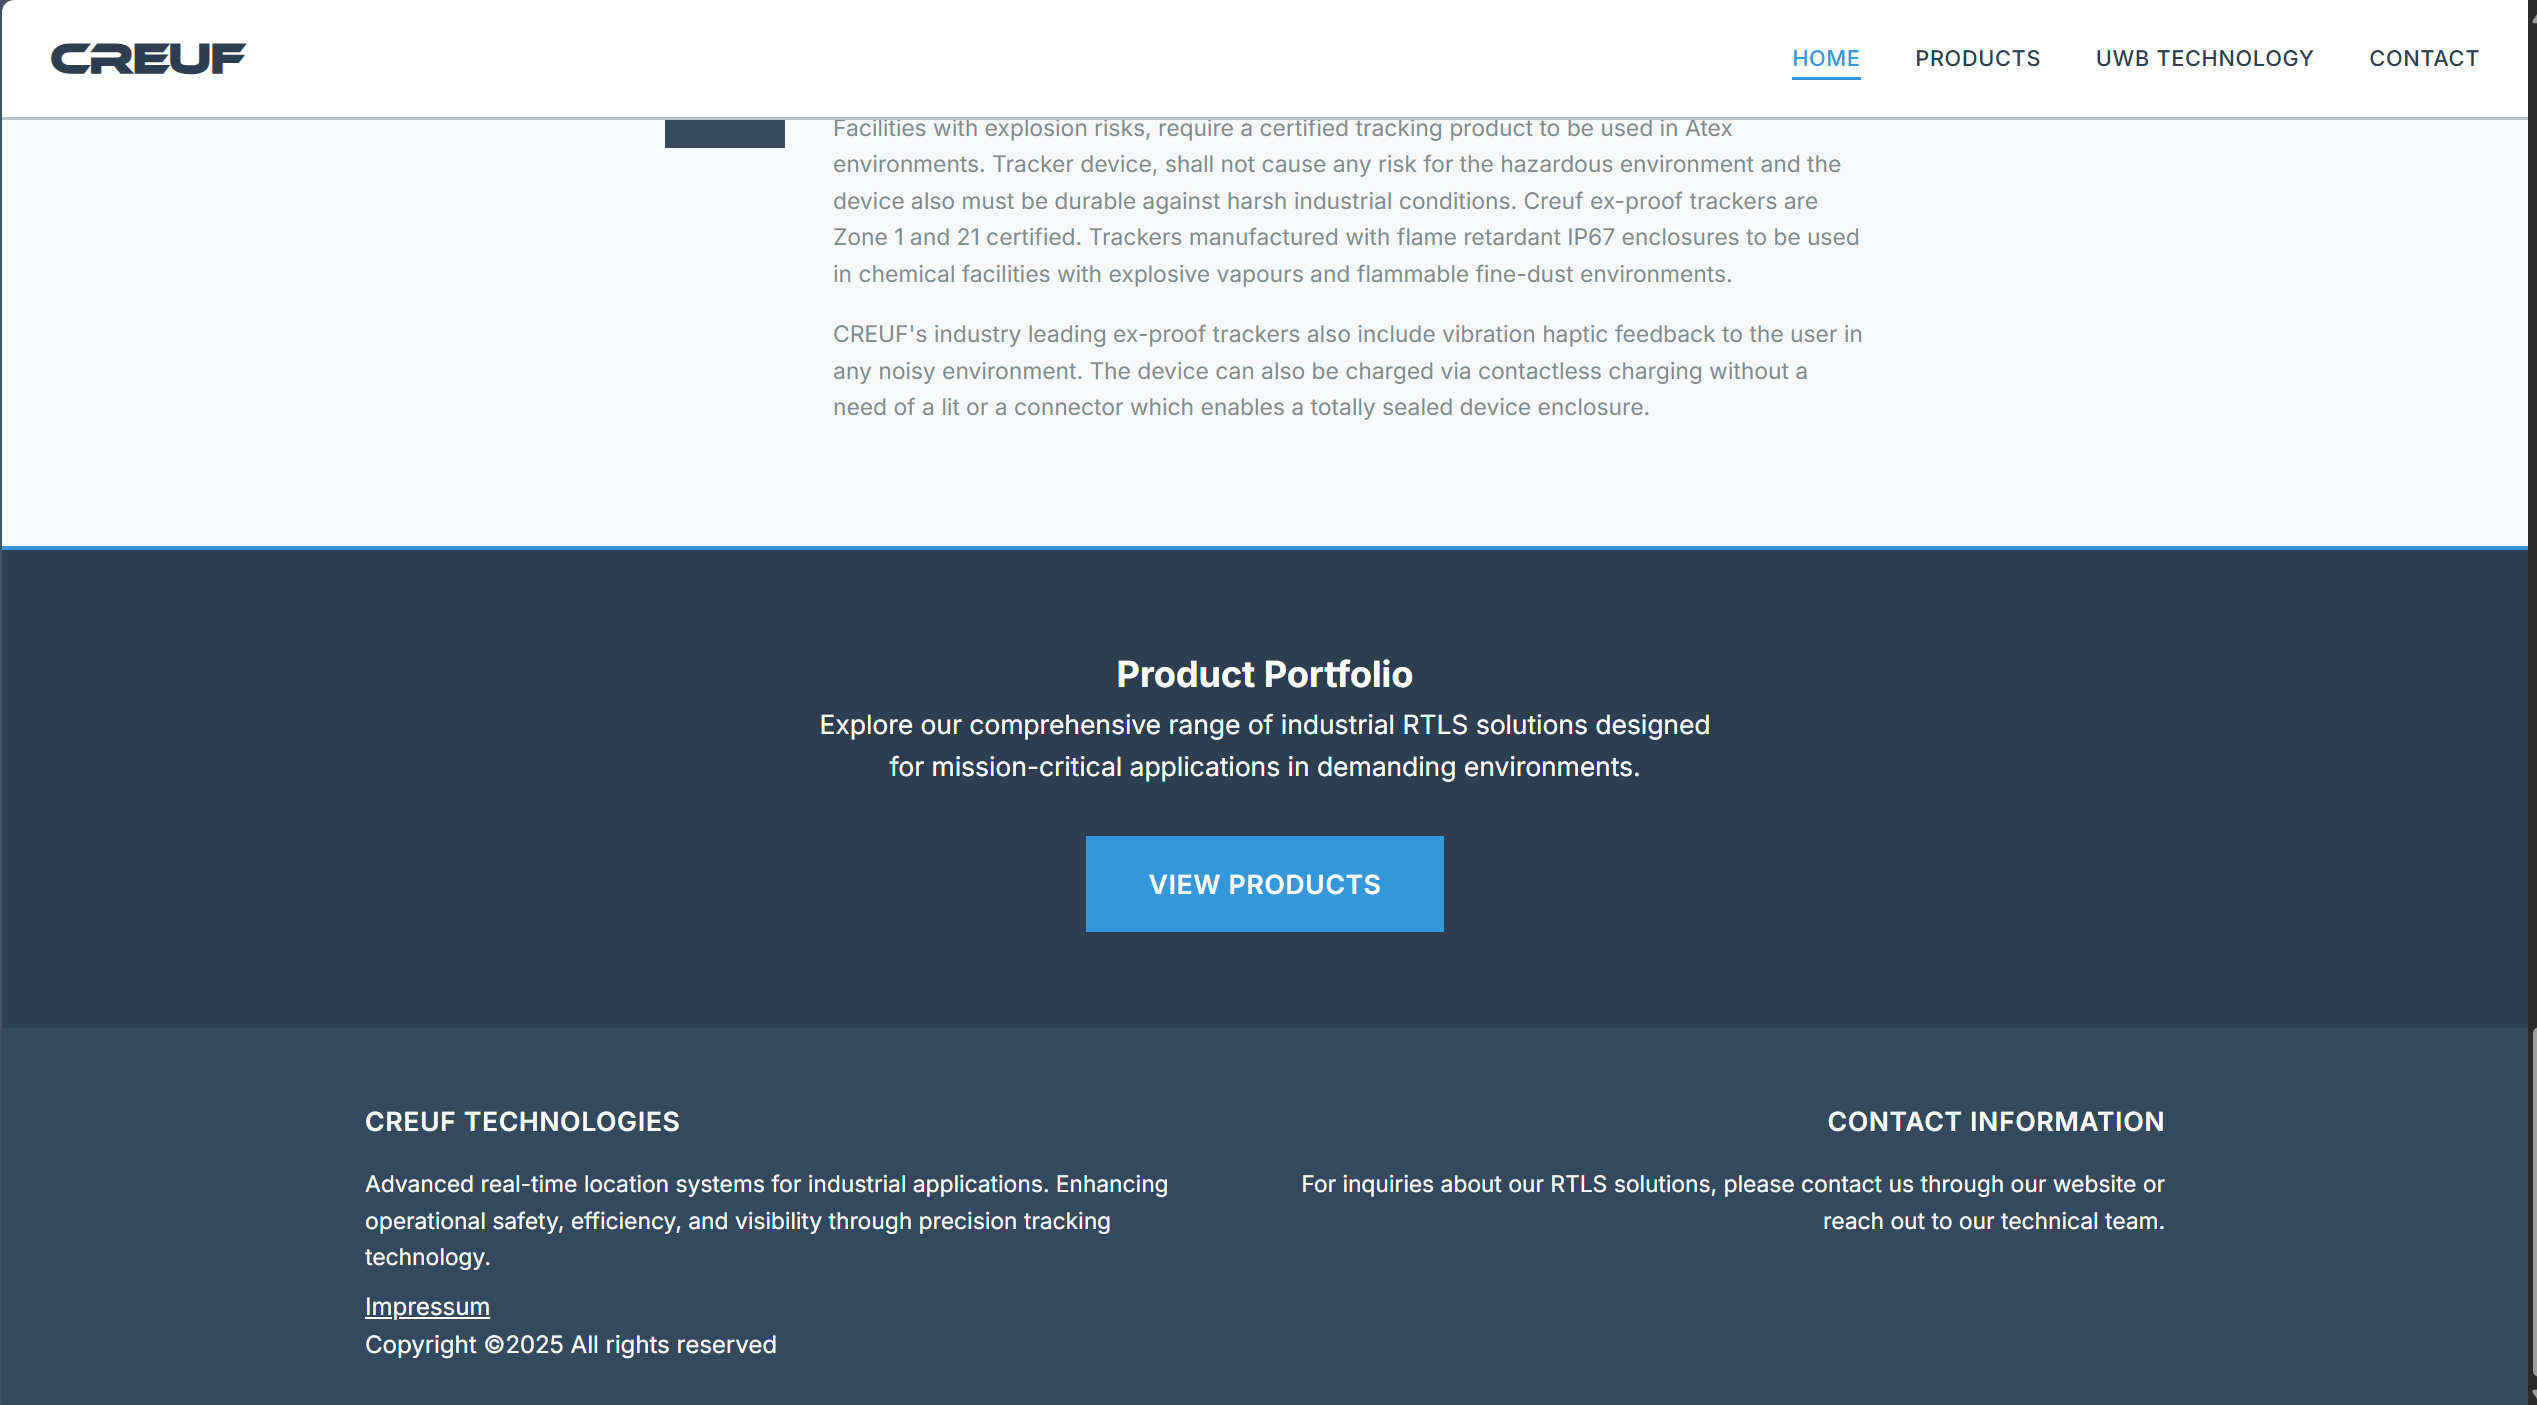 CREUF
HOME PRODUCTS UWB TECHNOLOGY CONTACT
Facilities with explosion risks, require a certified tracking product to be used in Atex
environments. Tracker device, shall not cause any risk for the hazardous environment and the
device also must be durable against harsh industrial conditions. Creuf ex-proof trackers are
Zone 1 and 21 certified. Trackers manufactured with flame retardant IP67 enclosures to be used
in chemical facilities with explosive vapours and flammable fine-dust environments.
CREUF's industry leading ex-proof trackers also include vibration haptic feedback to the user in
any noisy environment. The device can also be charged via contactless charging without a
need of a lit or a connector which enables a totally sealed device enclosure.
Product Portfolio
Explore our comprehensive range of industrial RTLS solutions designed
for mission-critical applications in demanding environments.
VIEW PRODUCTS
CREUF TECHNOLOGIES
Advanced real-time location systems for industrial applications. Enhancing
operational safety, efficiency, and visibility through precision tracking
technology.
Impressum
Copyright ©2025 All rights reserved
CONTACT INFORMATION
For inquiries about our RTLS solutions, please contact us through our website or
reach out to our technical team.